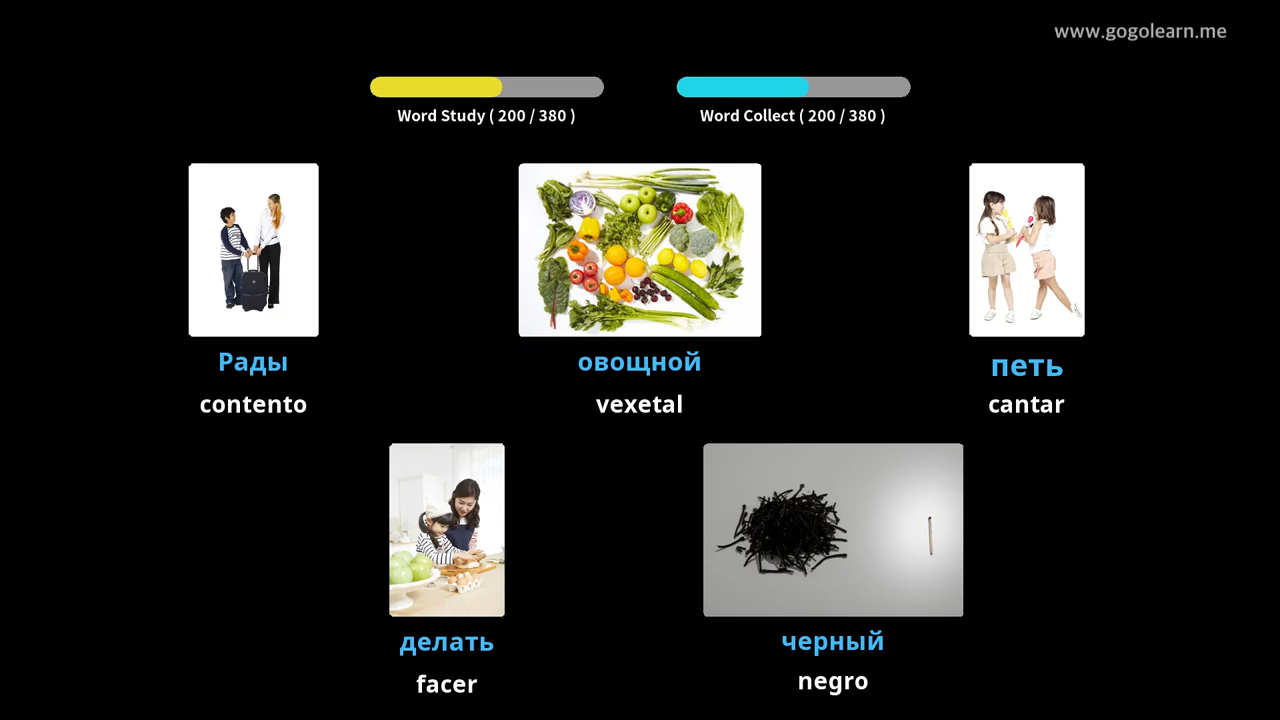 www.gogolearn.me
Word Study ( 200 / 380 )
Word Collect ( 200 / 380 )
Рады
contento
овощной
vexetal
петь
cantar
делать
facer
черный
negro